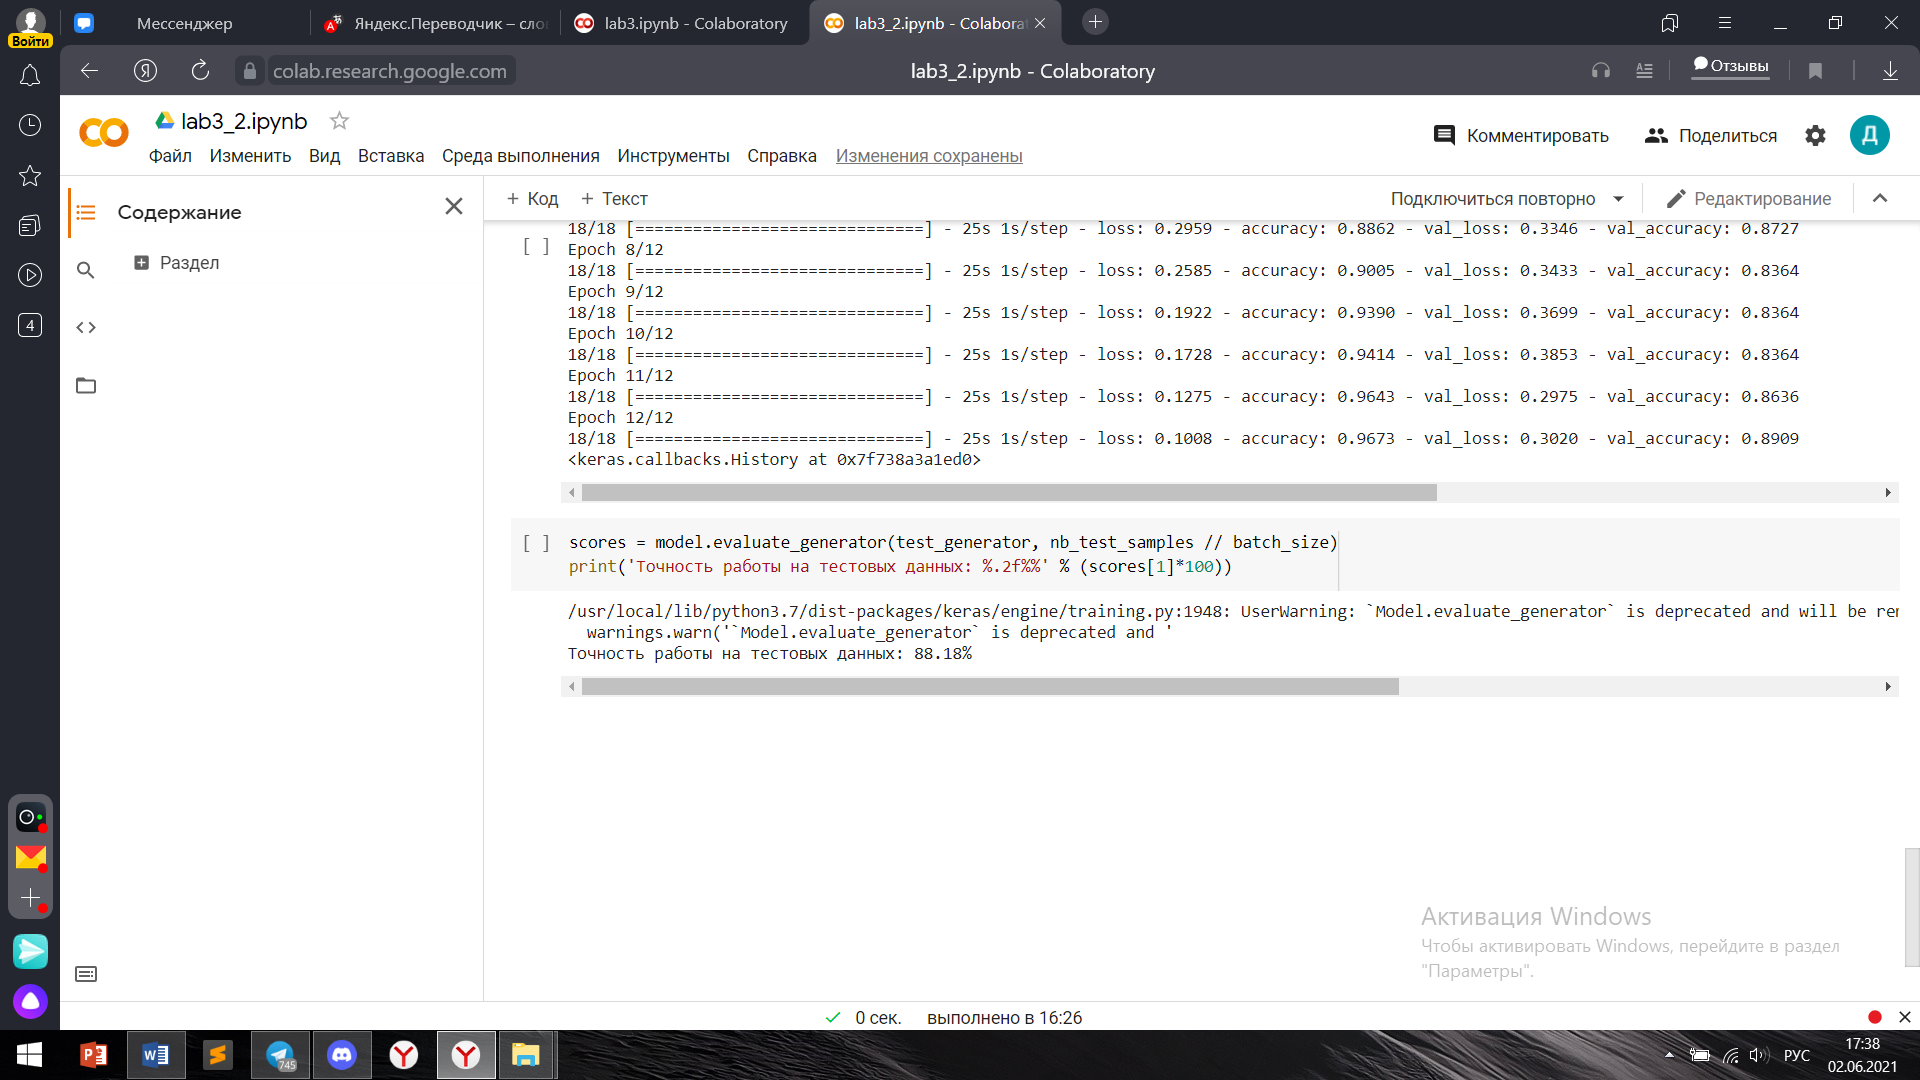 Войти
Мессенджер
Яндекс.Переводчик – сло
lab3.ipynb - Colaboratory
lab3_2.ipynb - Colabora
colab.research.google.com
lab3_2.ipynb - Colaboratory
Отзывы
lab3_2.ipynb
Файл Изменить Вид Вставка Среда выполнения Инструменты Справка Изменения сохранены
Комментировать
Поделиться
Д
Содержание
Раздел
4
+ Код + Текст
Подключиться повторно
Редактирование
[ ]
18/18 [==============================] - 25s 1s/step - loss: 0.2959 - accuracy: 0.8862 - val_loss: 0.3346 - val_accuracy: 0.8727
Epoch 8/12
18/18 [==============================] - 25s 1s/step - loss: 0.2585 - accuracy: 0.9005 - val_loss: 0.3433 - val_accuracy: 0.8364
Epoch 9/12
18/18 [==============================] - 25s 1s/step - loss: 0.1922 - accuracy: 0.9390 - val_loss: 0.3699 - val_accuracy: 0.8364
Epoch 10/12
18/18 [==============================] - 25s 1s/step - loss: 0.1728 - accuracy: 0.9414 - val_loss: 0.3853 - val_accuracy: 0.8364
Epoch 11/12
18/18 [==============================] - 25s 1s/step - loss: 0.1275 - accuracy: 0.9643 - val_loss: 0.2975 - val_accuracy: 0.8636
Epoch 12/12
18/18 [==============================] - 25s 1s/step - loss: 0.1008 - accuracy: 0.9673 - val_loss: 0.3020 - val_accuracy: 0.8909
<keras.callbacks.History at 0x7f738a3a1ed0>
[ ] scores = model.evaluate_generator(test_generator, nb_test_samples // batch_size)
print('Точность работы на тестовых данных: %.2f%%' % (scores[1]*100))
/usr/local/lib/python3.7/dist-packages/keras/engine/training.py:1948: UserWarning: `Model.evaluate_generator` is deprecated and will be rem
warnings.warn('`Model.evaluate_generator` is deprecated and '
Точность работы на тестовых данных: 88.18%
Активация Windows
Чтобы активировать Windows, перейдите в раздел
"Параметры".
0 сек. выполнено в 16:26
745
РУС
17:38
02.06.2021